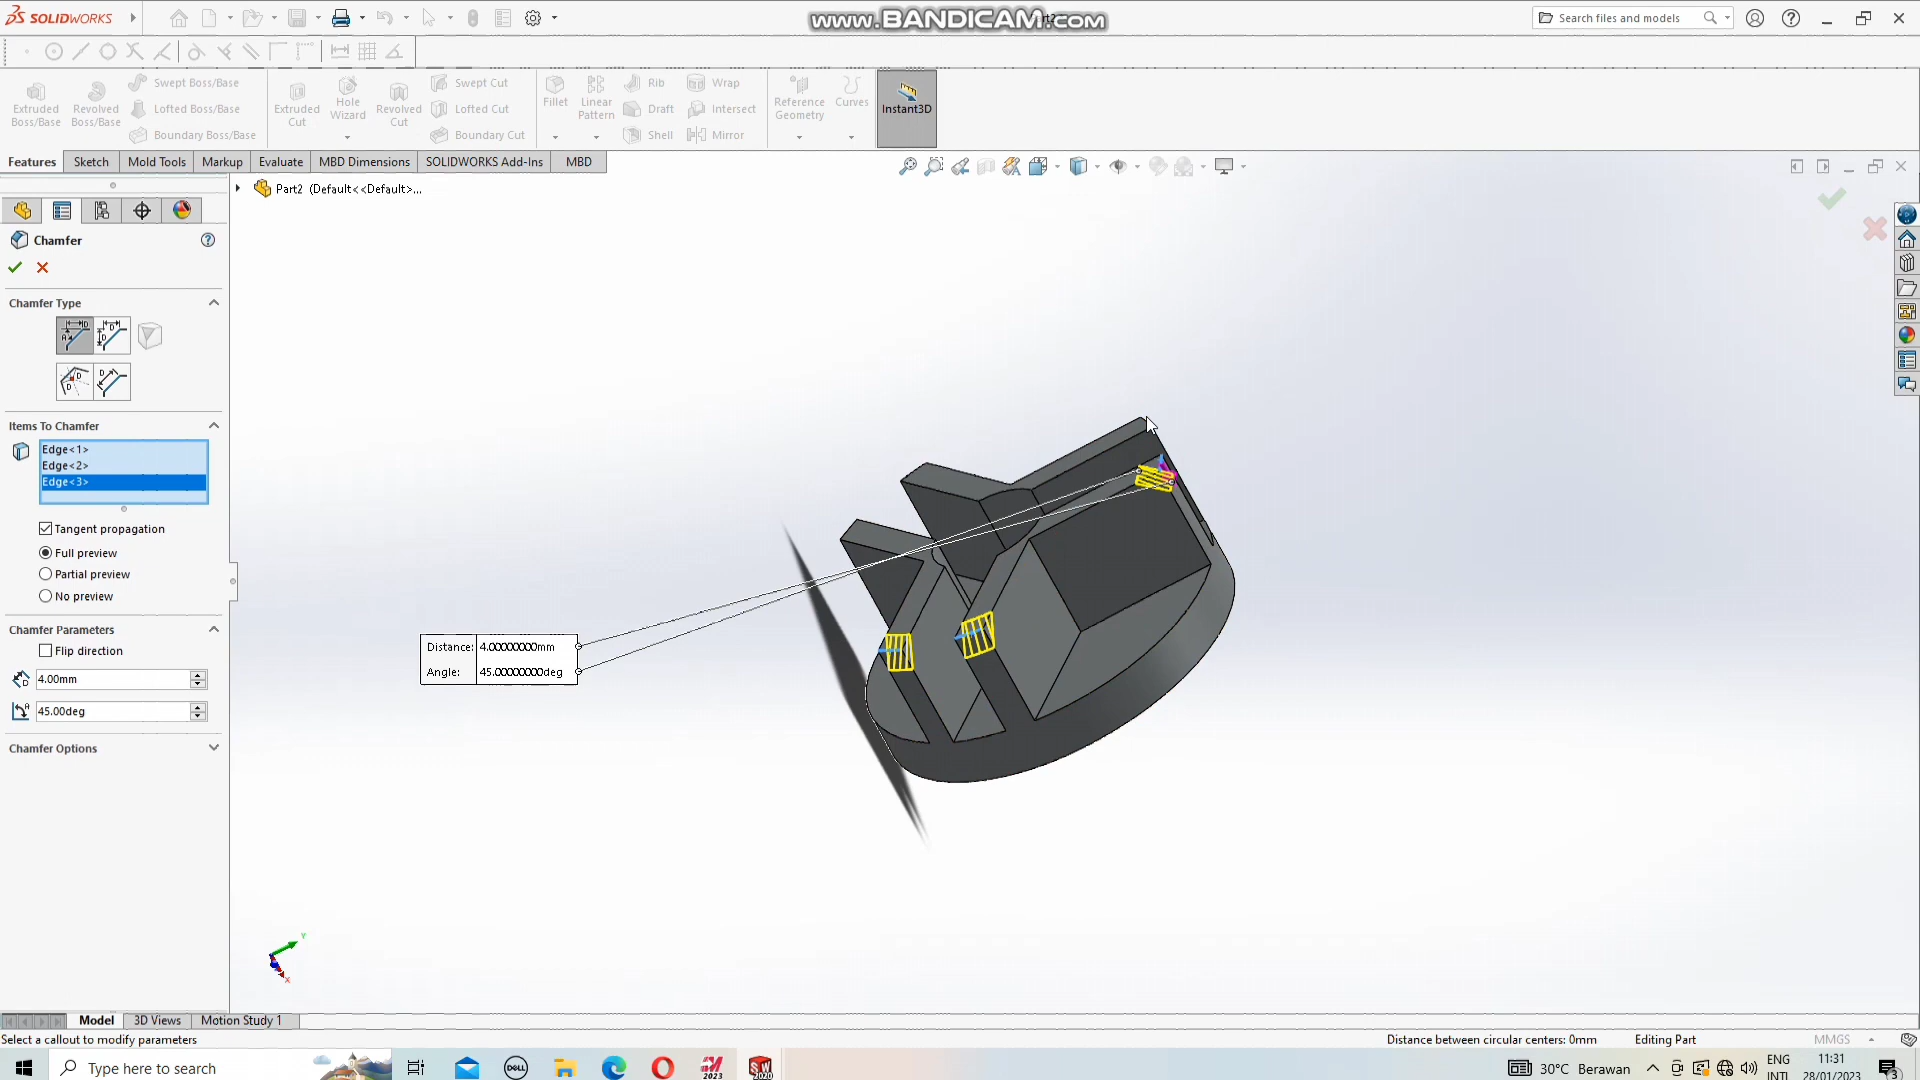 SOLIDWORKS
www.BANDICAM.com
Search files and models
Extruded Boss/Base
Revolved Boss/Base
Swept Boss/Base
Lofted Boss/Base
Boundary Boss/Base
Extruded Cut
Hole Wizard
Revolved Cut
Swept Cut
Lofted Cut
Boundary Cut
Fillet
Linear Pattern
Rib
Draft
Shell
Wrap
Intersect
Mirror
Reference Geometry
Curves
Instant3D
Features
Sketch
Mold Tools
Markup
Evaluate
MBD Dimensions
SOLIDWORKS Add-Ins
MBD
Part2 (Default<<Default>...
Chamfer
Chamfer Type
Items To Chamfer
Edge<1>
Edge<2>
Edge<3>
Tangent propagation
Full preview
Partial preview
No preview
Chamfer Parameters
Flip direction
4.00mm
45.00deg
Chamfer Options
Distance: 4.00000000mm
Angle: 45.00000000deg
Y
X
Model
3D Views
Motion Study 1
Select a callout to modify parameters
Distance between circular centers: 0mm
Editing Part
MMGS
Type here to search
DELL
2023
SW
2020
30°C Berawan
ENG
INTL
11:31
28/01/2023
3